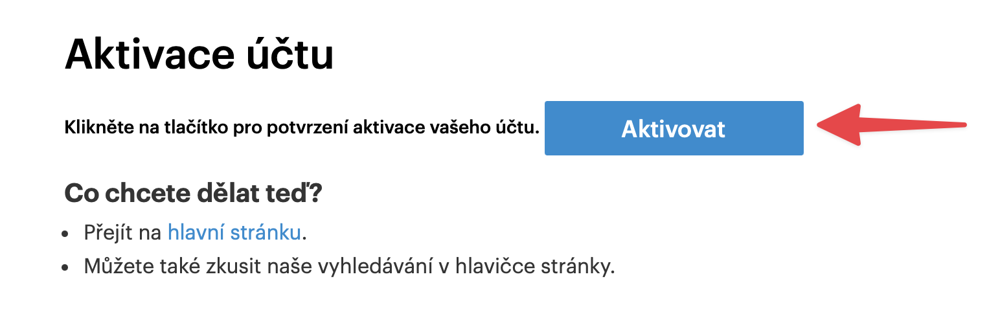 Aktivace účtu
Klikněte na tlačítko pro potvrzení aktivace vašeho účtu. Aktivovat
Co chcete dělat teď?
• Přejít na hlavní stránku.
• Můžete také zkusit naše vyhledávání v hlavičce stránky.